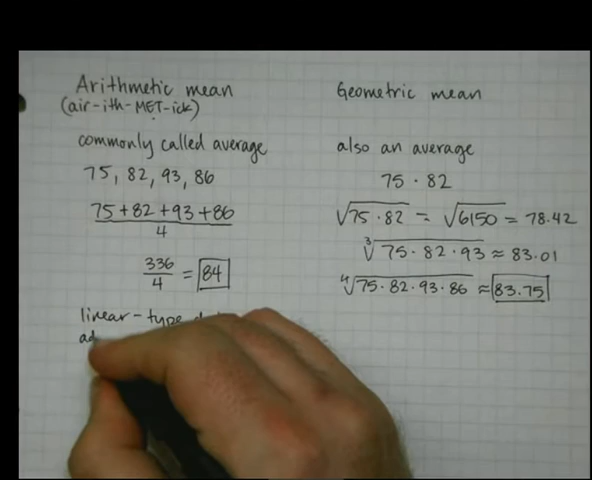 Arithmetic mean
(air-ith-MET-ick)
commonly called average
75, 82, 93, 86
75+82+93+86
4
336
4
= 84
linear-type
ad
Geometric mean
also an average
75 · 82
√75·82 = √6150 = 78.42
∛75·82·93 ≈ 83.01
∜75·82·93·86 ≈ 83.75